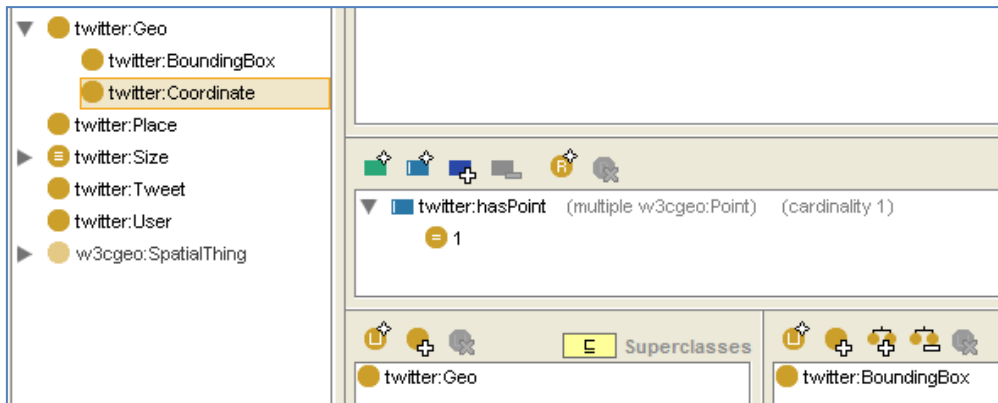 twitter:Geo
twitter:BoundingBox
twitter:Coordinate
twitter:Place
twitter:Size
twitter:Tweet
twitter:User
w3cgeo:SpatialThing
R
twitter:hasPoint (multiple w3cgeo:Point) (cardinality 1)
= 1
⊑ Superclasses
twitter:Geo
twitter:BoundingBox